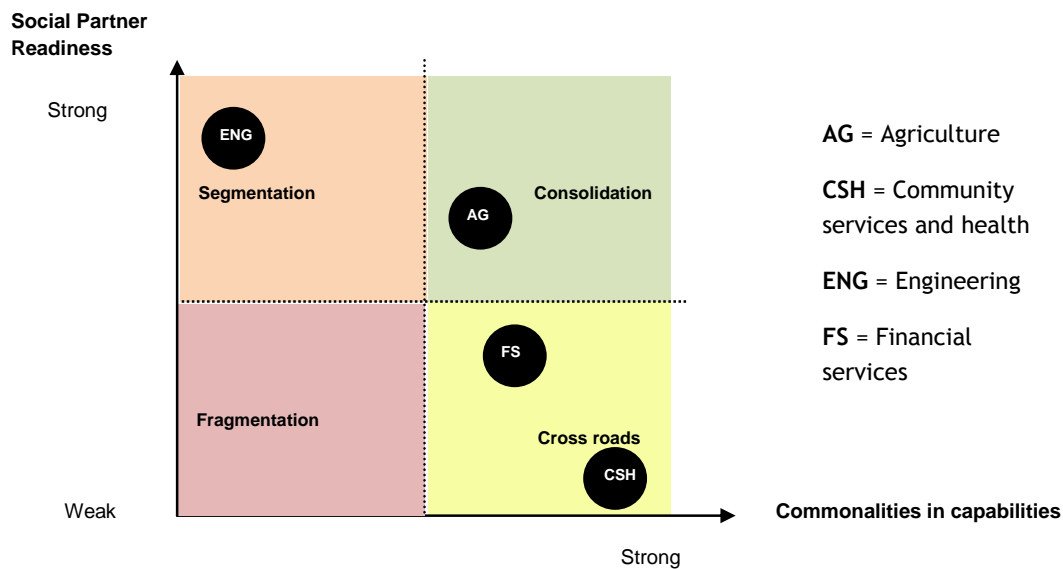 Social Partner
Readiness
Strong
ENG
Segmentation
Consolidation
AG
FS
Fragmentation
Cross roads
CSH
Weak
Commonalities in capabilities
Strong
AG = Agriculture
CSH = Community
services and health
ENG = Engineering
FS = Financial
services